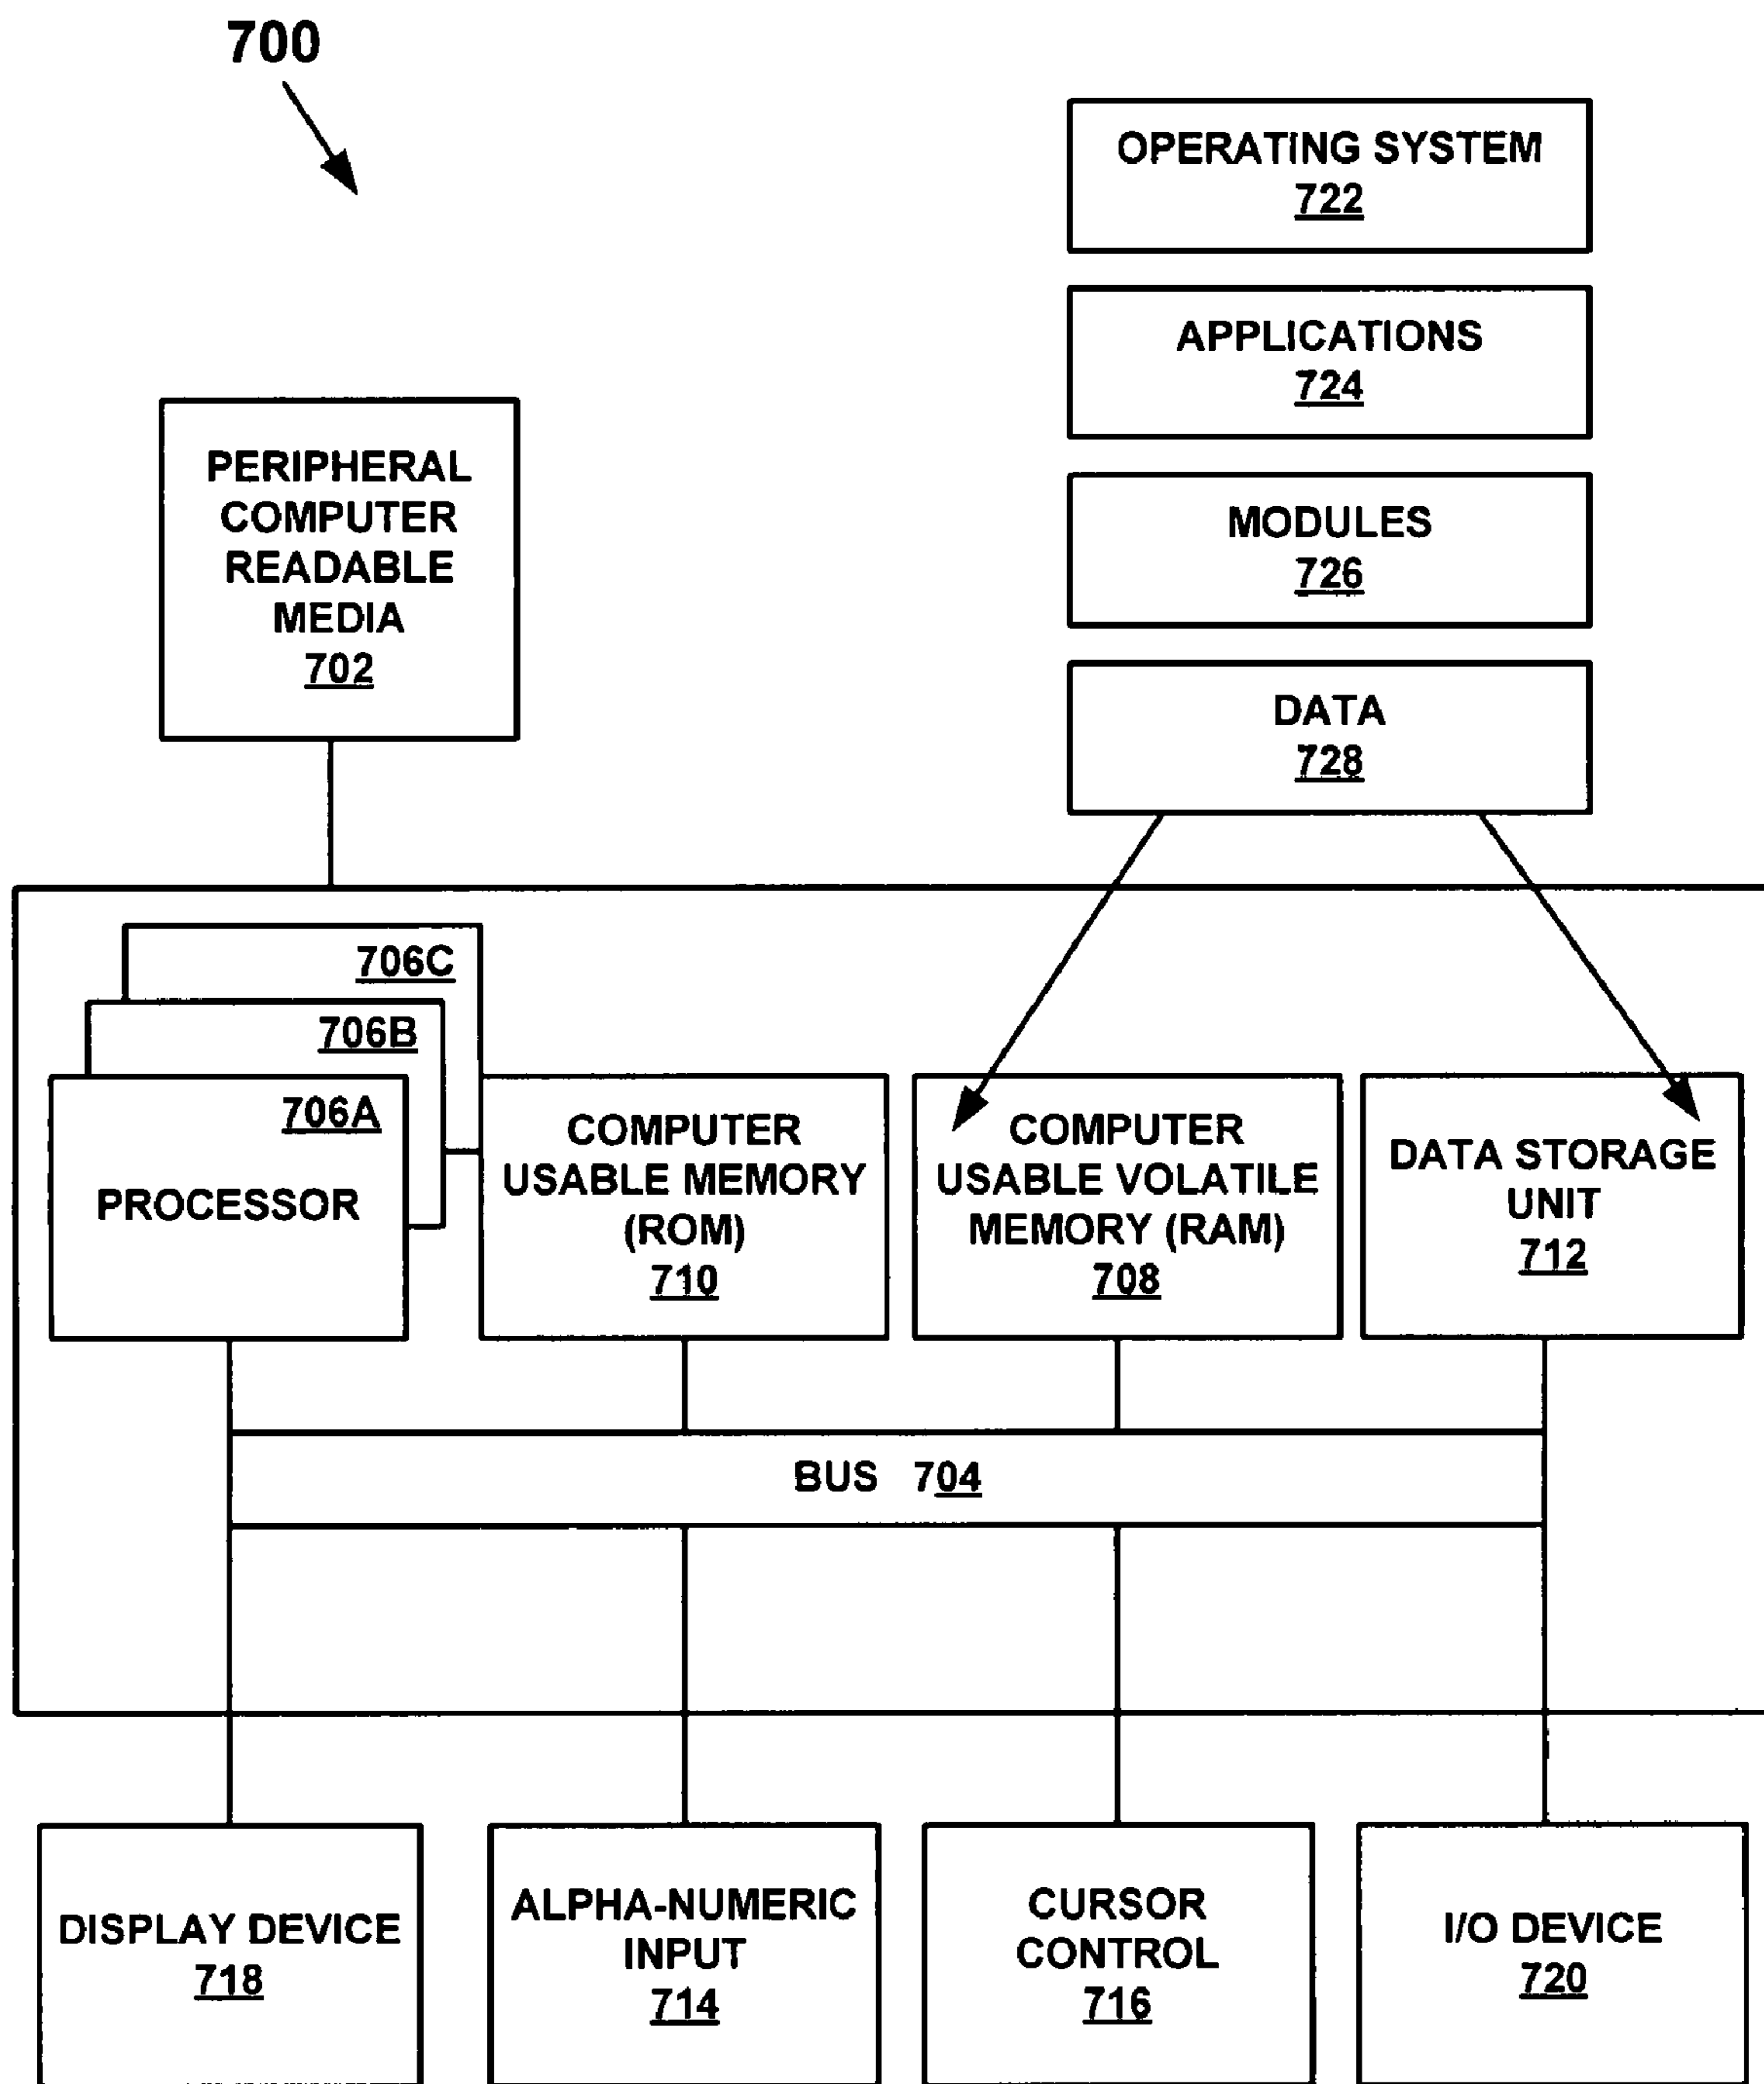 700
OPERATING SYSTEM
722
APPLICATIONS
724
PERIPHERAL
COMPUTER
READABLE
MEDIA
702
MODULES
726
DATA
728
706C
706B
706A
PROCESSOR
COMPUTER
USABLE MEMORY
(ROM)
710
COMPUTER
USABLE VOLATILE
MEMORY (RAM)
708
DATA STORAGE
UNIT
712
BUS 704
DISPLAY DEVICE
718
ALPHA-NUMERIC
INPUT
714
CURSOR
CONTROL
716
I/O DEVICE
720